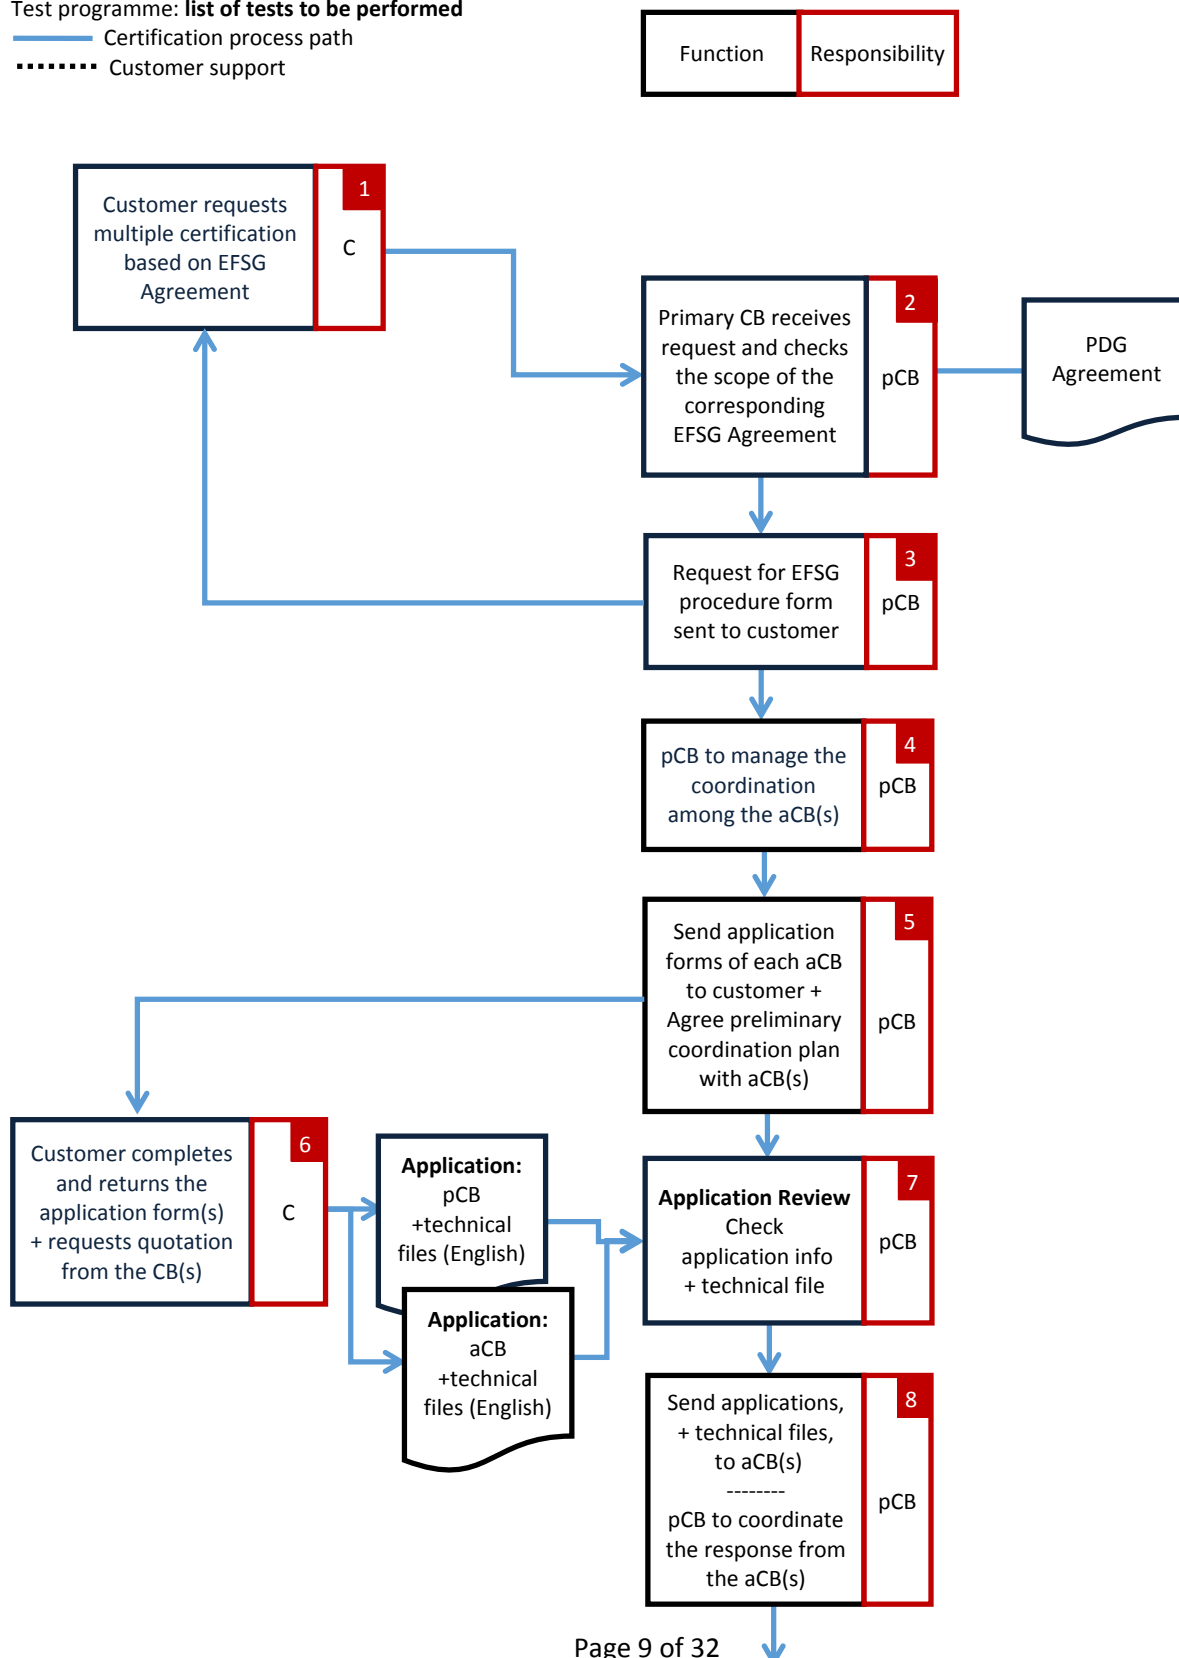 Test programme: list of tests to be performed
Certification process path
Customer support
Function
Responsibility
1
Customer requests
multiple certification
based on EFSG
Agreement
C
2
Primary CB receives
request and checks
the scope of the
corresponding
EFSG Agreement
pCB
PDG
Agreement
3
Request for EFSG
procedure form
sent to customer
pCB
4
pCB to manage the
coordination
among the aCB(s)
pCB
5
Send application
forms of each aCB
to customer +
Agree preliminary
coordination plan
with aCB(s)
pCB
6
Customer completes
and returns the
application form(s)
+ requests quotation
from the CB(s)
C
Application:
pCB
+technical
files (English)
Application:
aCB
+technical
files (English)
7
Application Review
Check
application info
+ technical file
pCB
8
Send applications,
+ technical files,
to aCB(s)
--------
pCB to coordinate
the response from
the aCB(s)
pCB
Page 9 of 32